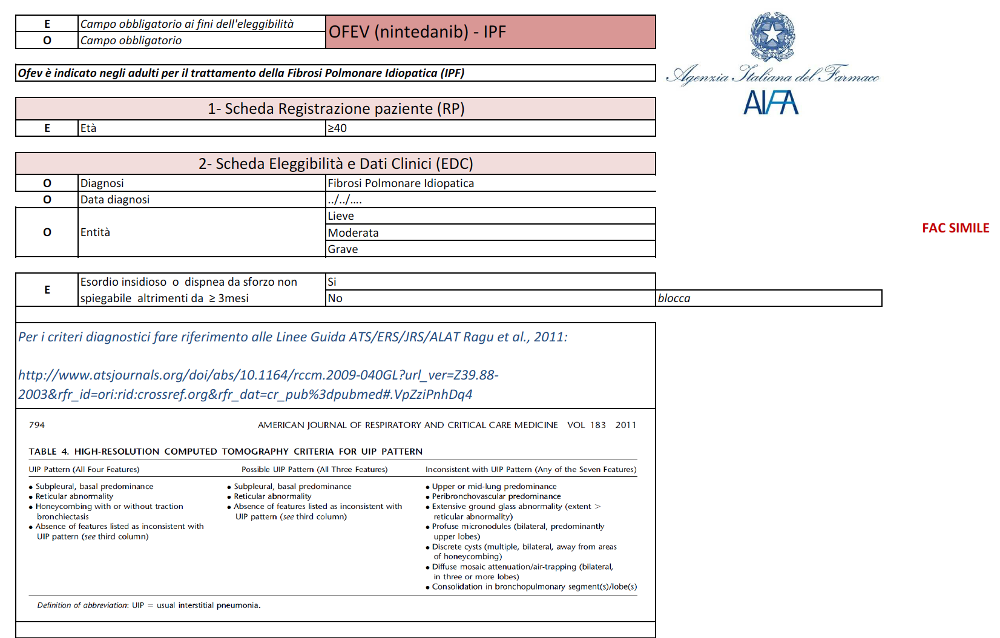 E Campo obbligatorio ai fini dell'eleggibilità
O Campo obbligatorio
OFEV (nintedanib) - IPF
Agenzia Italiana del Farmaco
AIFA
Ofev è indicato negli adulti per il trattamento della Fibrosi Polmonare Idiopatica (IPF)
1- Scheda Registrazione paziente (RP)
E Età ≥40
2- Scheda Eleggibilità e Dati Clinici (EDC)
O Diagnosi Fibrosi Polmonare Idiopatica
O Data diagnosi ../../....
O Entità
Lieve
Moderata
Grave
FAC SIMILE
E
Esordio insidioso o dispnea da sforzo non
spiegabile altrimenti da ≥ 3mesi
Si
No blocca
Per i criteri diagnostici fare riferimento alle Linee Guida ATS/ERS/JRS/ALAT Ragu et al., 2011:
http://www.atsjournals.org/doi/abs/10.1164/rccm.2009-040GL?url_ver=Z39.88-
2003&rfr_id=ori:rid:crossref.org&rfr_dat=cr_pub%3dpubmed#.VpZziPnhDq4
794 AMERICAN JOURNAL OF RESPIRATORY AND CRITICAL CARE MEDICINE VOL 183 2011
TABLE 4. HIGH-RESOLUTION COMPUTED TOMOGRAPHY CRITERIA FOR UIP PATTERN
UIP Pattern (All Four Features)
• Subpleural, basal predominance
• Reticular abnormality
• Honeycombing with or without traction
bronchiectasis
• Absence of features listed as inconsistent with
UIP pattern (see third column)
Possible UIP Pattern (All Three Features)
• Subpleural, basal predominance
• Reticular abnormality
• Absence of features listed as inconsistent with
UIP pattern (see third column)
Inconsistent with UIP Pattern (Any of the Seven Features)
• Upper or mid-lung predominance
• Peribronchovascular predominance
• Extensive ground glass abnormality (extent >
reticular abnormality)
• Profuse micronodules (bilateral, predominantly
upper lobes)
• Discrete cysts (multiple, bilateral, away from areas
of honeycombing)
• Diffuse mosaic attenuation/air-trapping (bilateral,
in three or more lobes)
• Consolidation in bronchopulmonary segment(s)/lobe(s)
Definition of abbreviation: UIP = usual interstitial pneumonia.